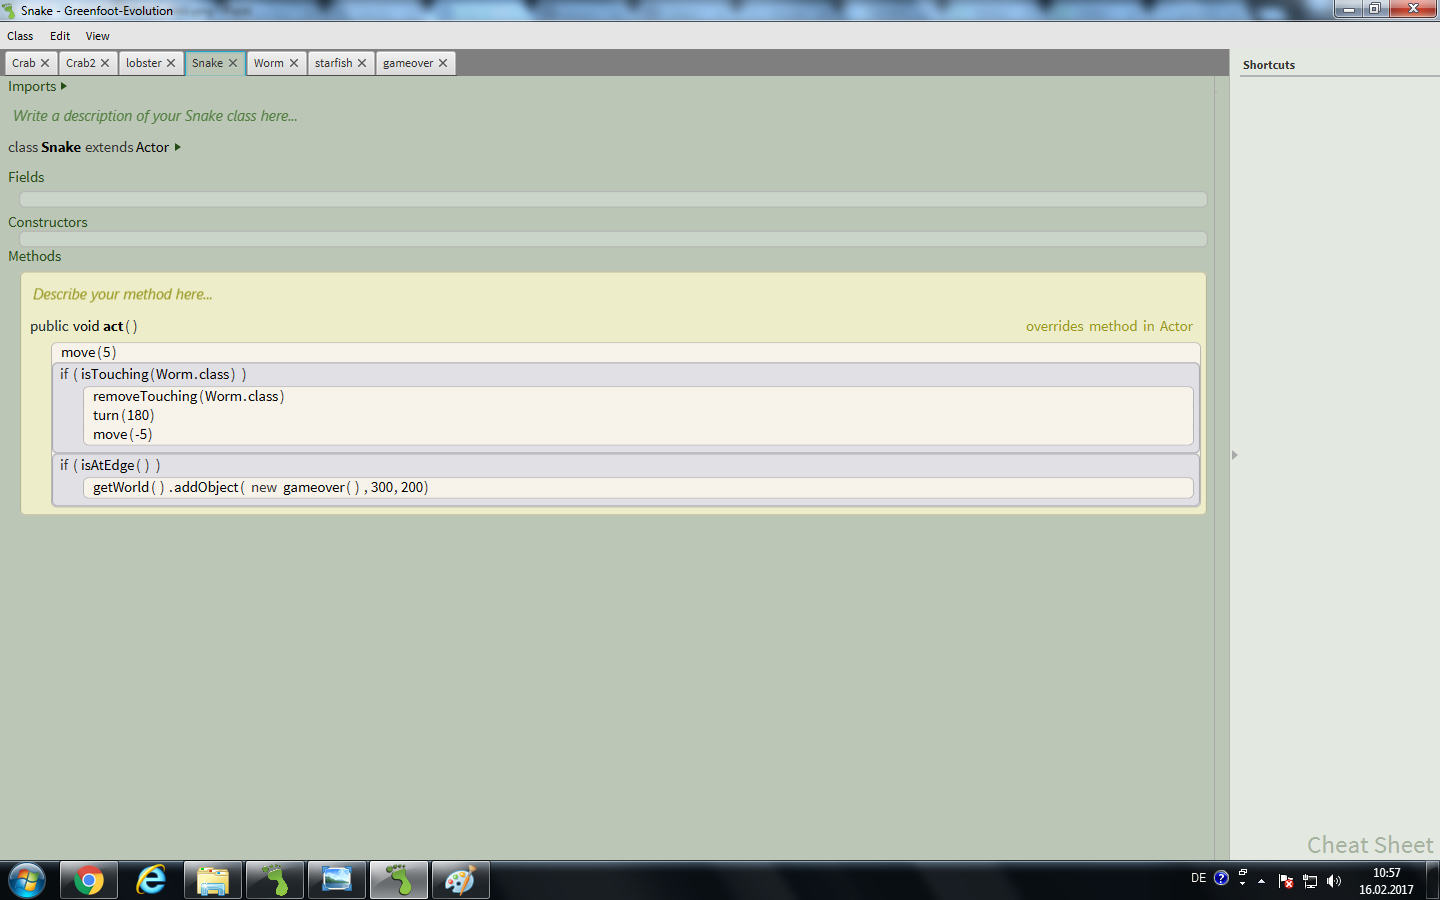 Snake - Greenfoot-Evolution
Class Edit View
Crab Crab2 lobster Snake Worm starfish gameover
Shortcuts
Imports
Write a description of your Snake class here...
class Snake extends Actor
Fields
Constructors
Methods
Describe your method here...
public void act()
overrides method in Actor
move(5)
if (isTouching(Worm.class) )
removeTouching(Worm.class)
turn(180)
move(-5)
if (isAtEdge() )
getWorld().addObject( new gameover(),300,200)
Cheat Sheet
DE
10:57
16.02.2017